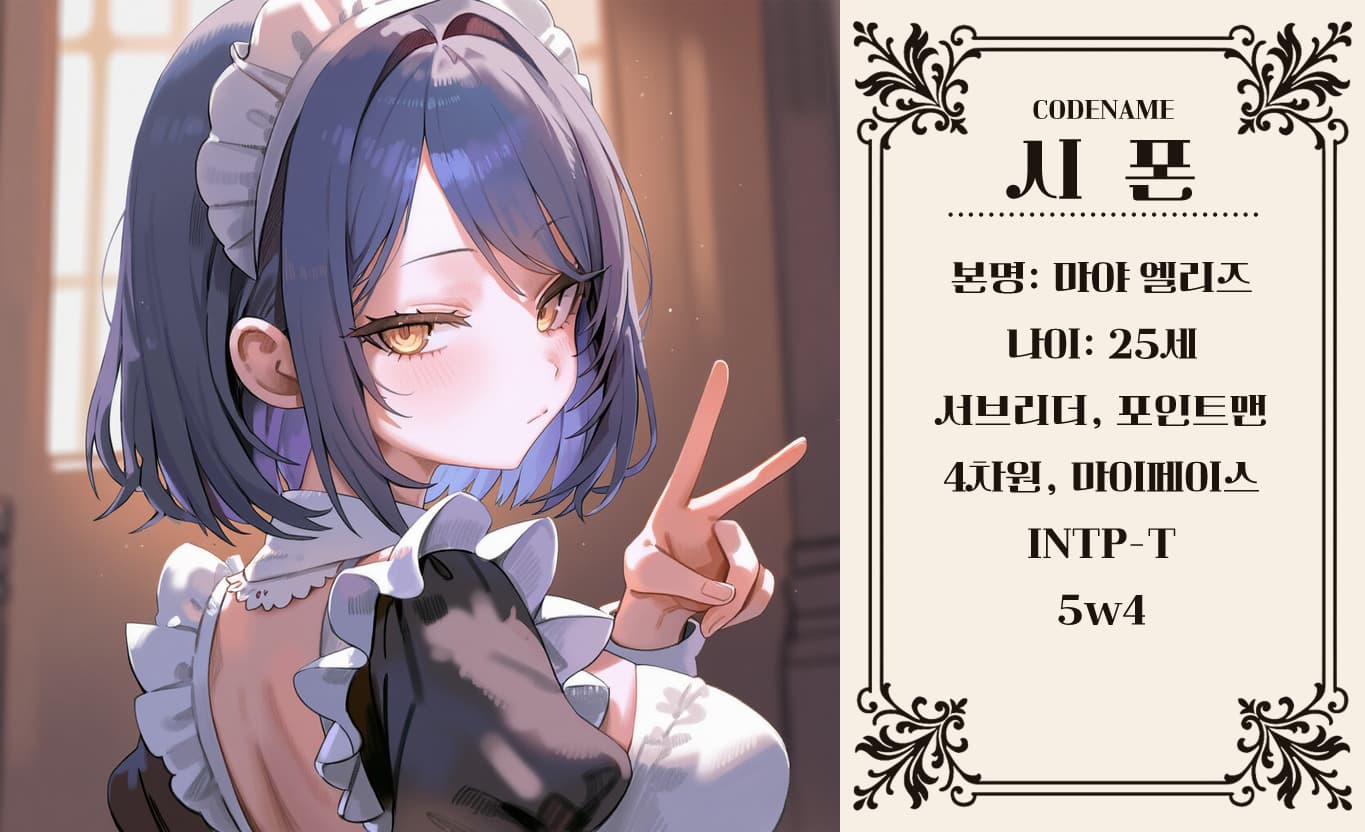 CODENAME
시폰
본명: 마야 엘리즈
나이: 25세
서브리더, 포인트맨
4차원, 마이페이스
INTP-T
5w4